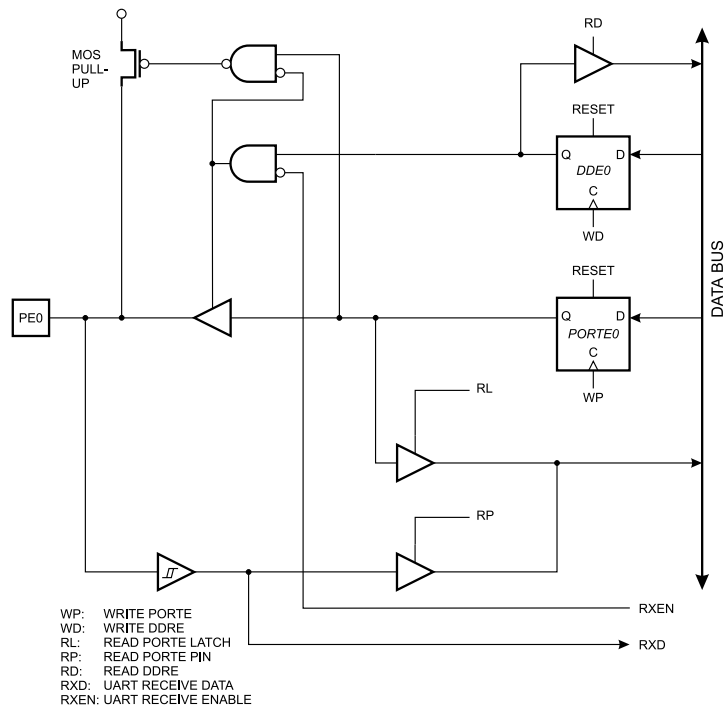 RD
MOS
PULL-
UP
RESET
Q D
DDE0
C
WD
DATA BUS
RESET
PE0
Q D
PORTE0
C
WP
RL
RP
RXEN
RXD
WP: WRITE PORTE
WD: WRITE DDRE
RL: READ PORTE LATCH
RP: READ PORTE PIN
RD: READ DDRE
RXD: UART RECEIVE DATA
RXEN: UART RECEIVE ENABLE